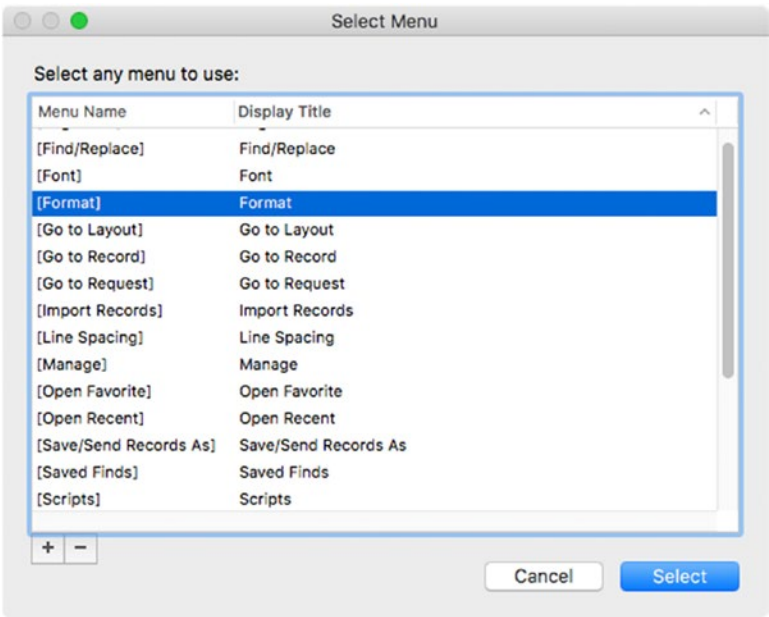 Select Menu
Select any menu to use:
Menu Name Display Title
[Find/Replace] Find/Replace
[Font] Font
[Format] Format
[Go to Layout] Go to Layout
[Go to Record] Go to Record
[Go to Request] Go to Request
[Import Records] Import Records
[Line Spacing] Line Spacing
[Manage] Manage
[Open Favorite] Open Favorite
[Open Recent] Open Recent
[Save/Send Records As] Save/Send Records As
[Saved Finds] Saved Finds
[Scripts] Scripts
+ −
Cancel Select